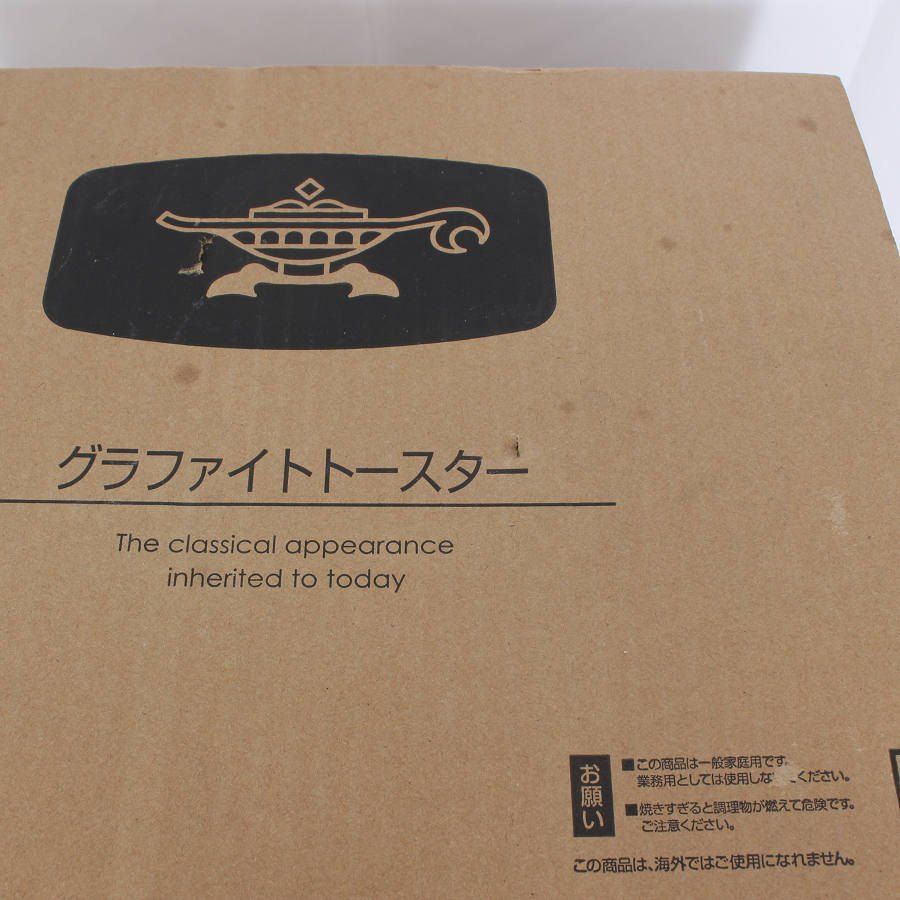 グラファイトトースター
The classical appearance
inherited to today
お願い
■この商品は一般家庭用です。
業務用としては使用しな ください。
■焼きすぎると調理物が燃えて危険です。
ご注意ください。
この商品は、海外ではご使用になれません。